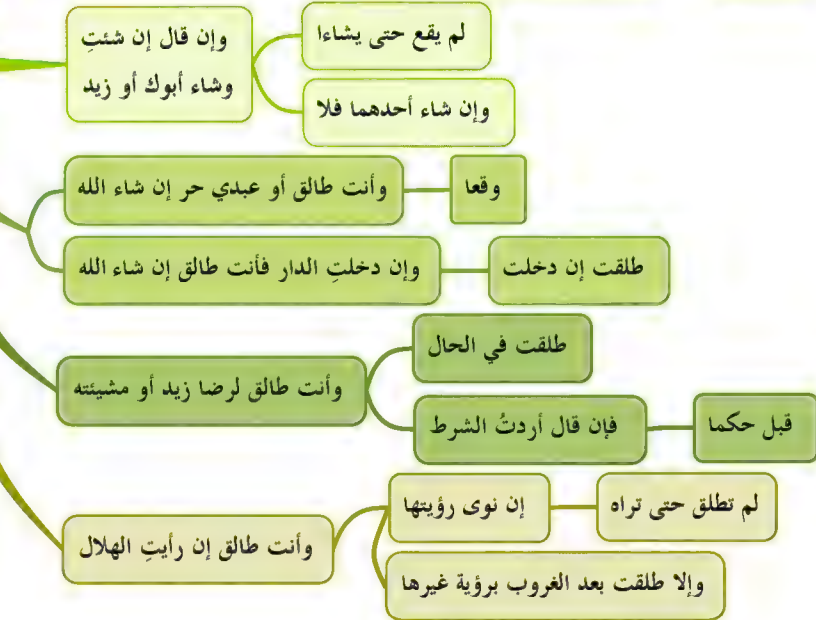 وإن قال إن شئتِ
وشاء أبوك أو زيد
لم يقع حتى يشاءا
وإن شاء أحدهما فلا
وأنت طالق أو عبدي حر إن شاء الله
وقعا
وإن دخلتِ الدار فأنت طالق إن شاء الله
طلقت إن دخلت
وأنت طالق لرضا زيد أو مشيئته
طلقت في الحال
فإن قال أردتُ الشرط
قبل حكما
وأنت طالق إن رأيتِ الهلال
إن نوى رؤيتها
لم تطلق حتى تراه
وإلا طلقت بعد الغروب برؤية غيرها